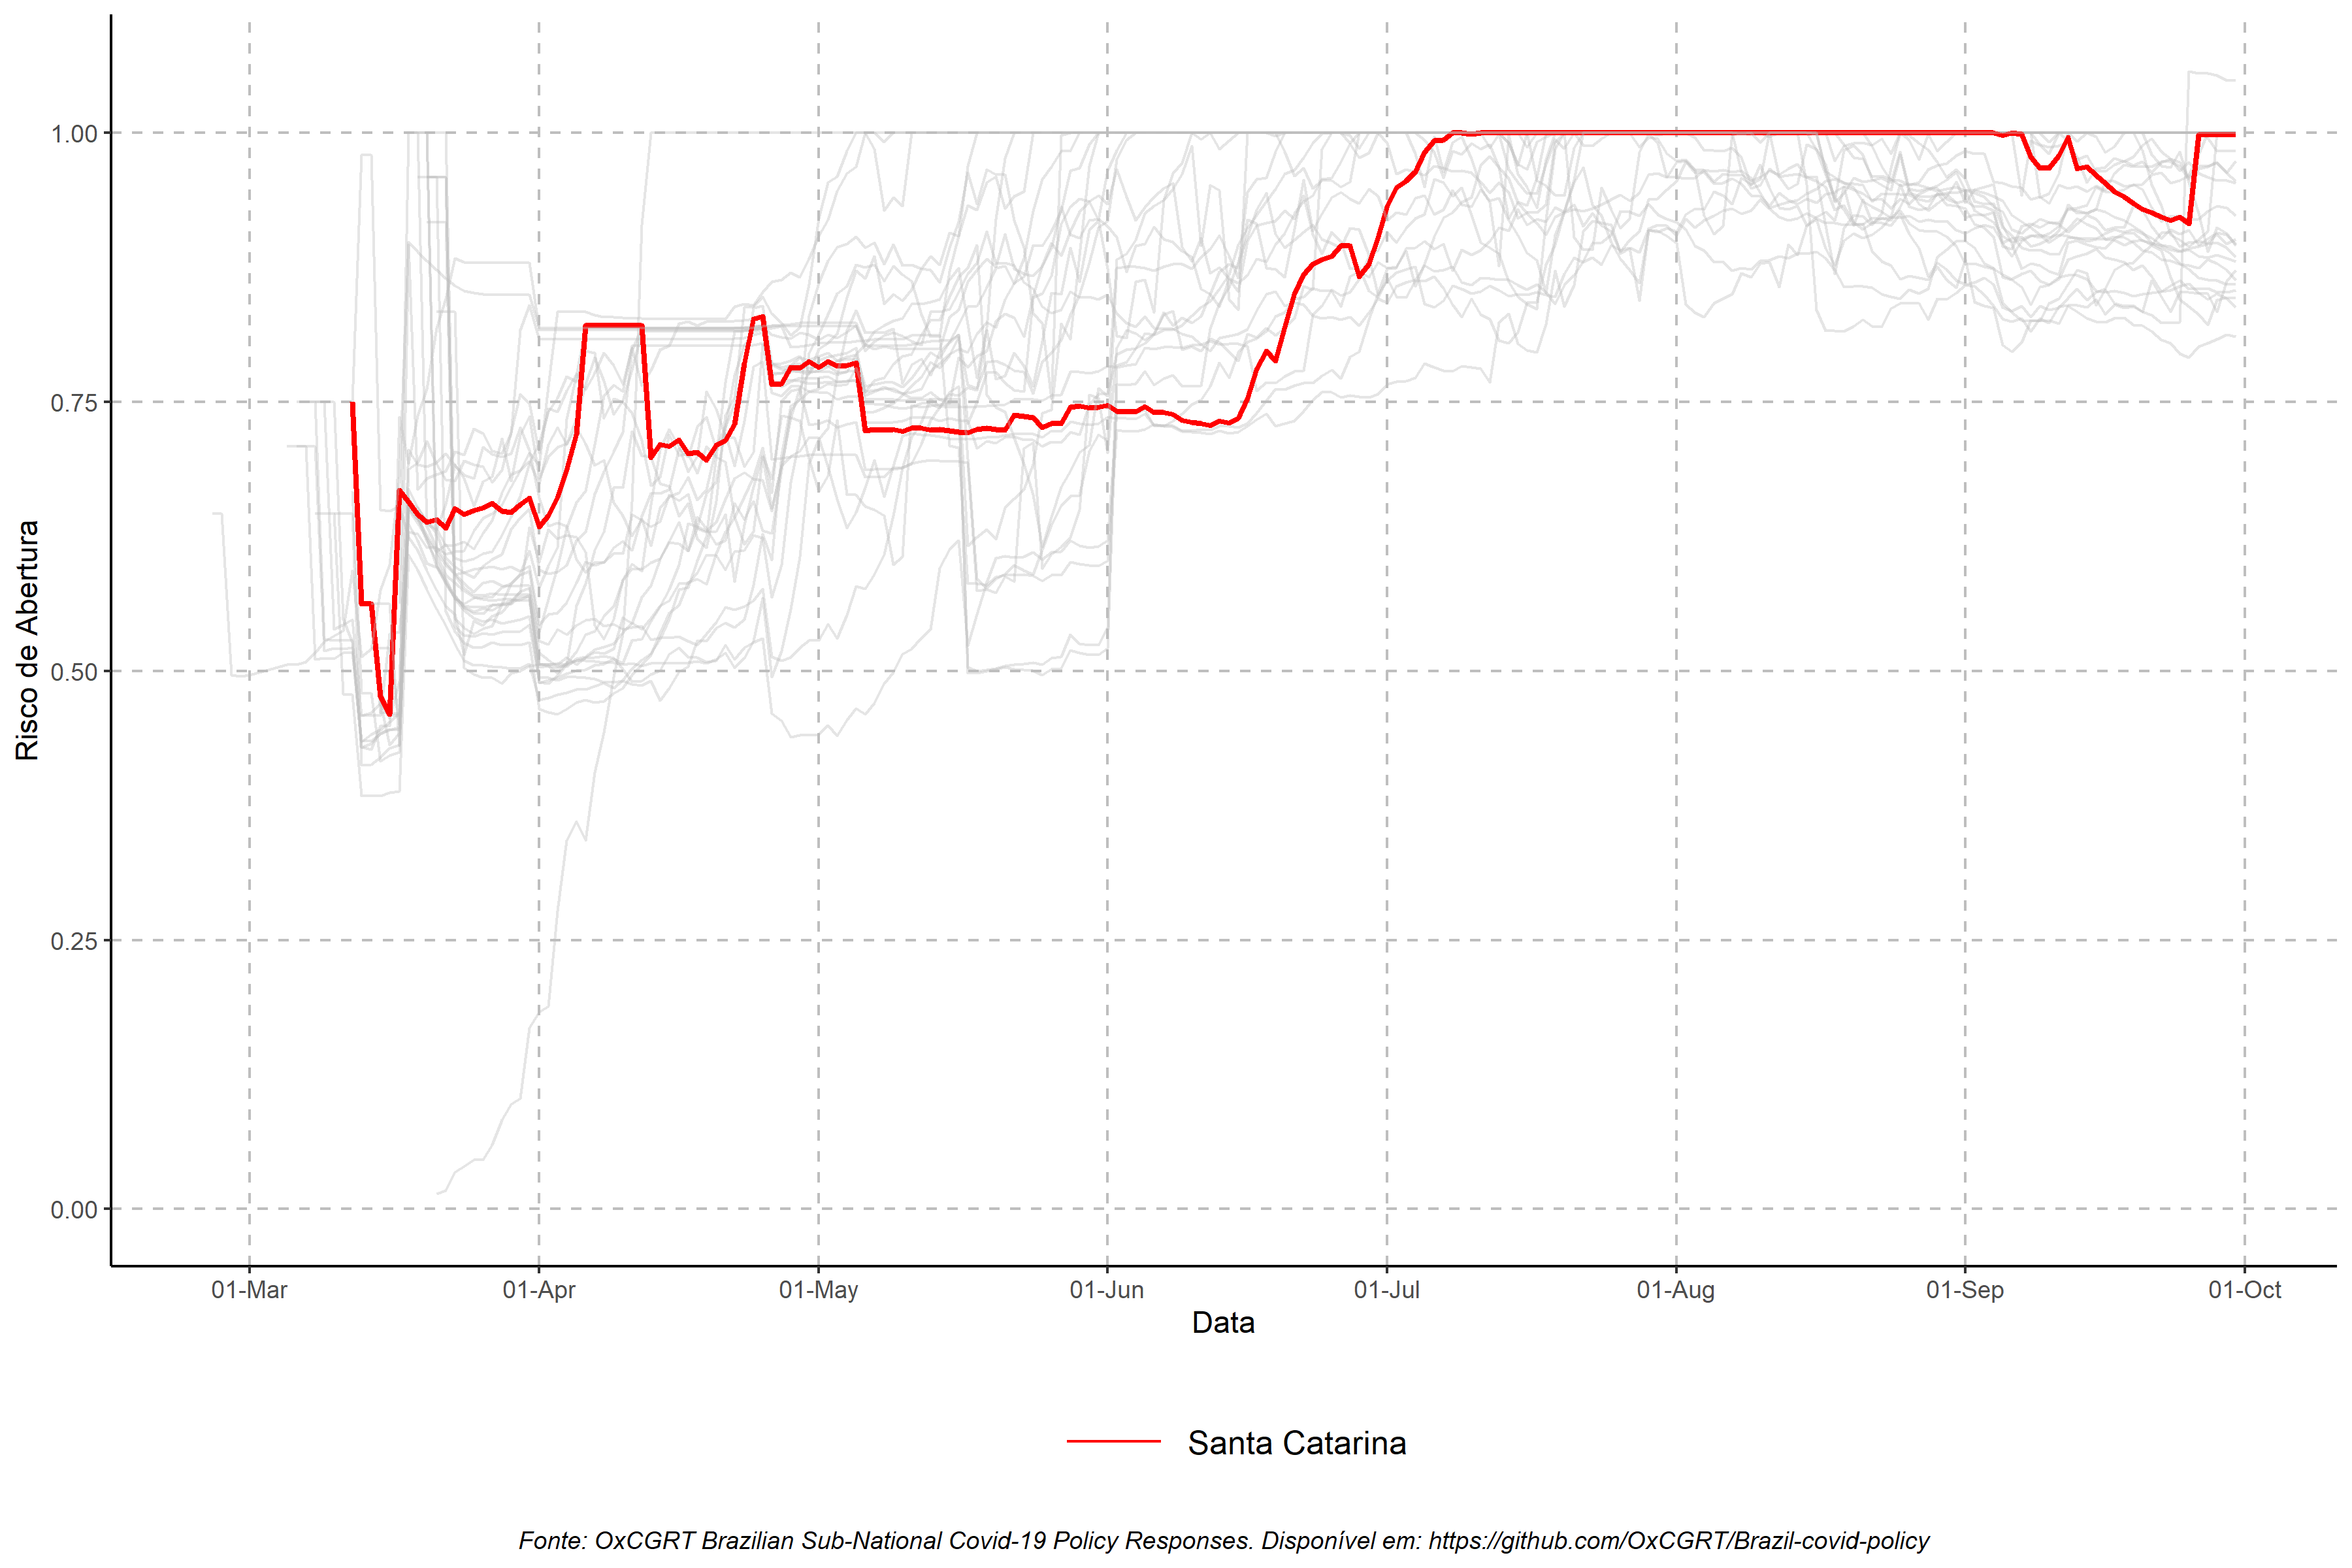 Risco de Abertura
1.00
0.75
0.50
0.25
0.00
01-Mar 01-Apr 01-May 01-Jun 01-Jul 01-Aug 01-Sep 01-Oct
Data
Santa Catarina
Fonte: OxCGRT Brazilian Sub-National Covid-19 Policy Responses. Disponível em: https://github.com/OxCGRT/Brazil-covid-policy